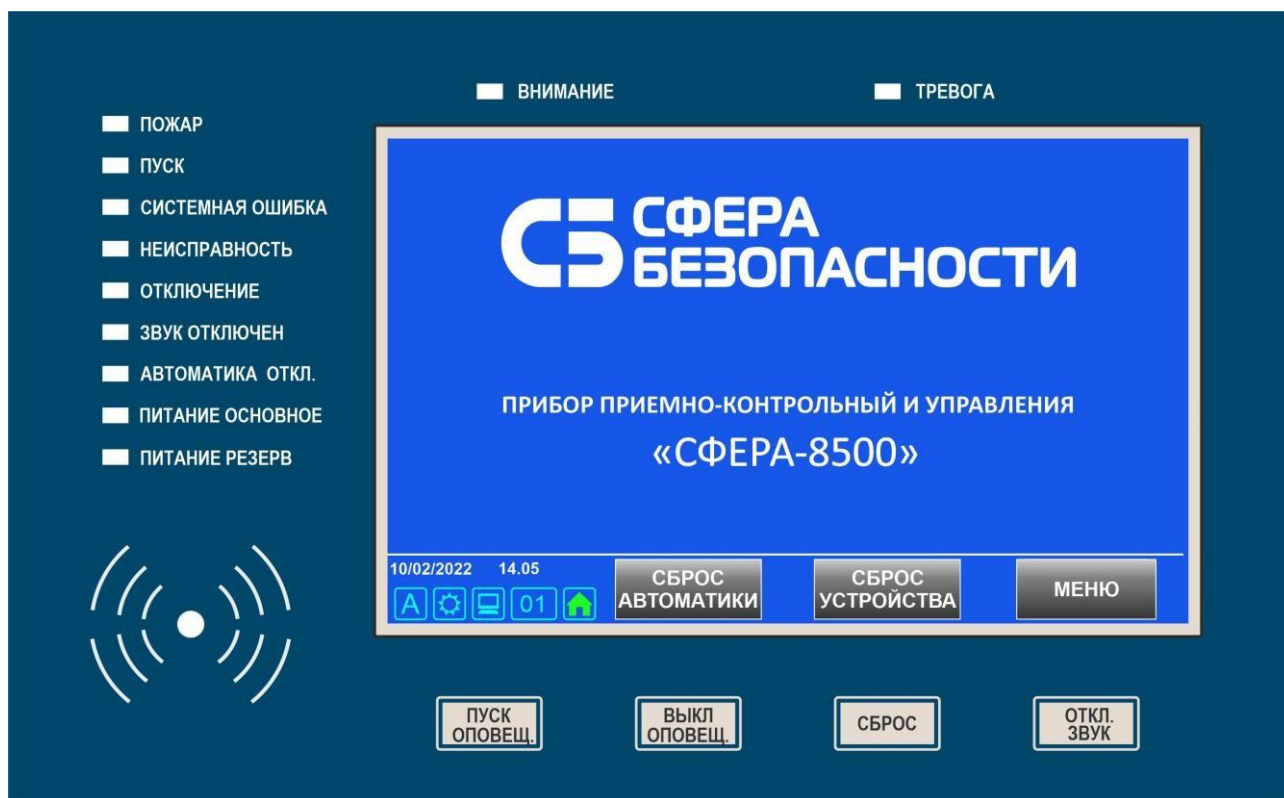 ВНИМАНИЕ
ТРЕВОГА
ПОЖАР
ПУСК
СИСТЕМНАЯ ОШИБКА
НЕИСПРАВНОСТЬ
ОТКЛЮЧЕНИЕ
ЗВУК ОТКЛЮЧЕН
АВТОМАТИКА ОТКЛ.
ПИТАНИЕ ОСНОВНОЕ
ПИТАНИЕ РЕЗЕРВ
СБ
СФЕРА
БЕЗОПАСНОСТИ
ПРИБОР ПРИЕМНО-КОНТРОЛЬНЫЙ И УПРАВЛЕНИЯ
«СФЕРА-8500»
10/02/2022 14.05
A 01
СБРОС
АВТОМАТИКИ
СБРОС
УСТРОЙСТВА
МЕНЮ
ПУСК
ОПОВЕЩ.
ВЫКЛ
ОПОВЕЩ.
СБРОС
ОТКЛ.
ЗВУК